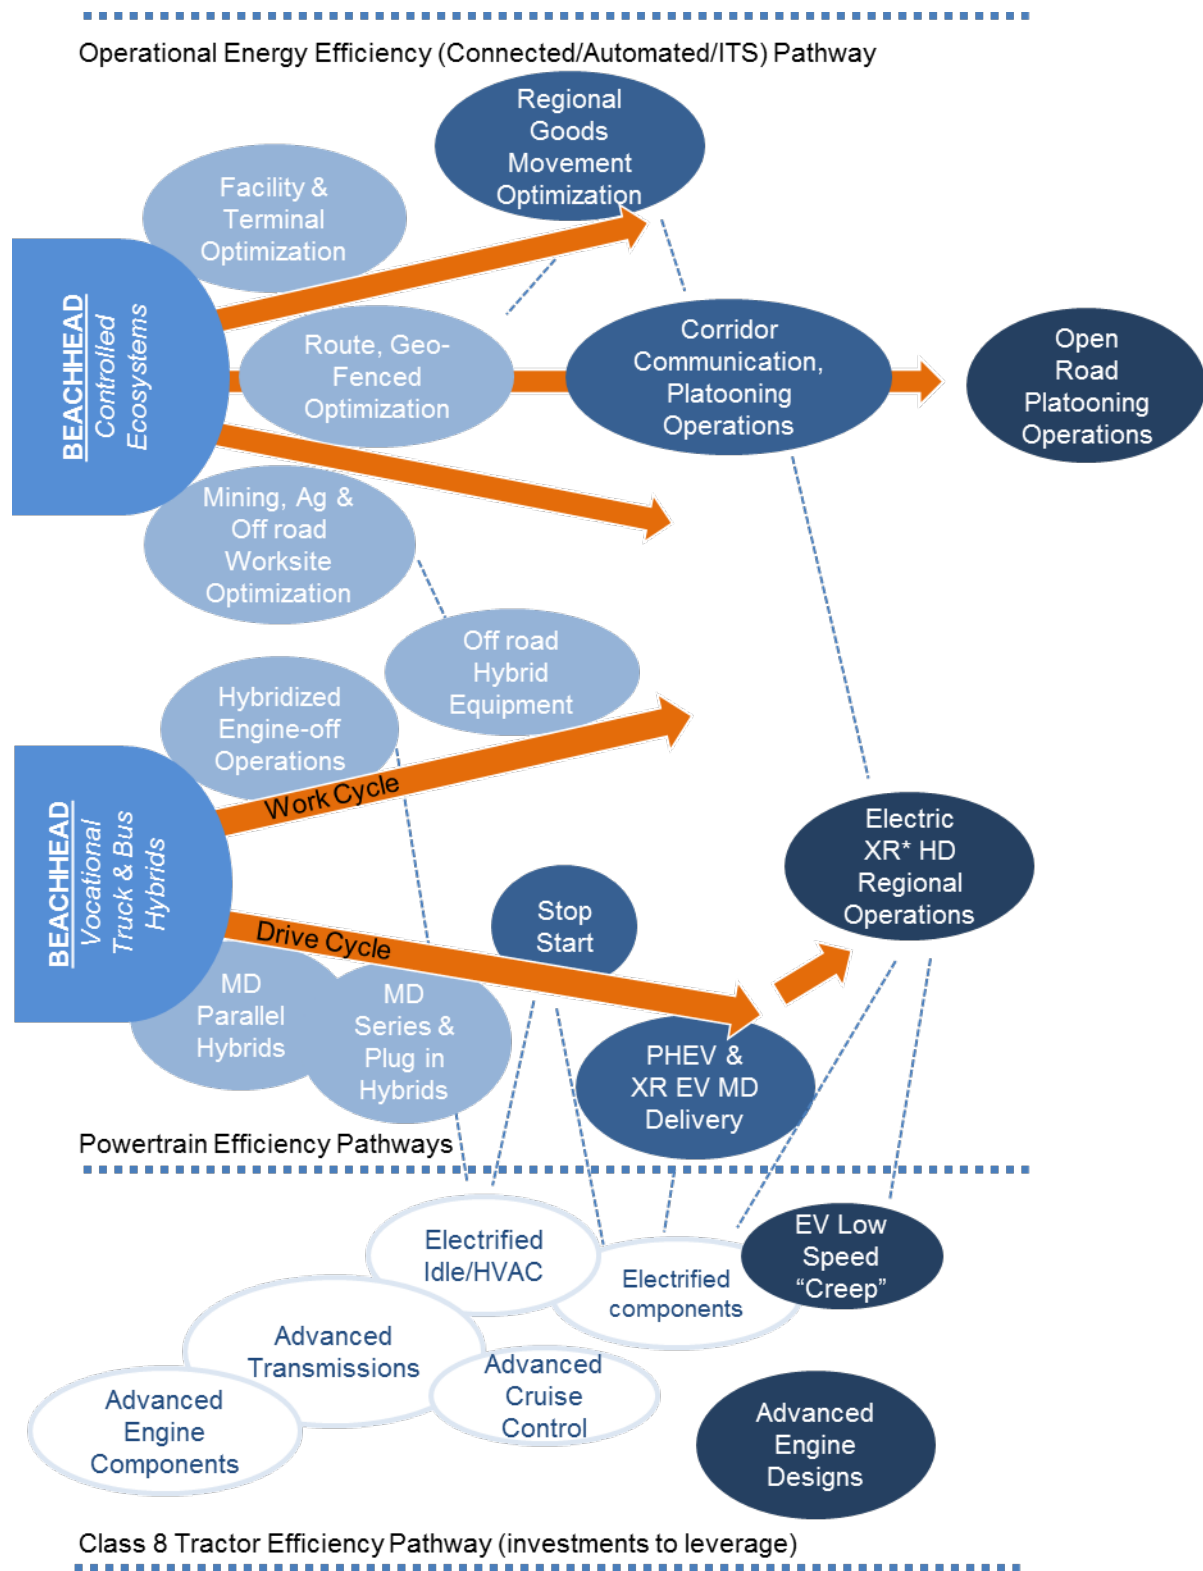 Operational Energy Efficiency (Connected/Automated/ITS) Pathway
Regional
Goods
Movement
Optimization
Facility &
Terminal
Optimization
BEACHHEAD
Controlled
Ecosystems
Route, Geo-
Fenced
Optimization
Corridor
Communication,
Platooning
Operations
Open
Road
Platooning
Operations
Mining, Ag &
Off road
Worksite
Optimization
Off road
Hybrid
Equipment
Hybridized
Engine-off
Operations
Work Cycle
BEACHHEAD
Vocational
Truck & Bus
Hybrids
Electric
XR* HD
Regional
Operations
Stop
Start
Drive Cycle
MD
Parallel
Hybrids
MD
Series &
Plug in
Hybrids
PHEV &
XR EV MD
Delivery
Powertrain Efficiency Pathways
Electrified
Idle/HVAC
Electrified
components
EV Low
Speed
“Creep”
Advanced
Transmissions
Advanced
Cruise
Control
Advanced
Engine
Components
Advanced
Engine
Designs
Class 8 Tractor Efficiency Pathway (investments to leverage)